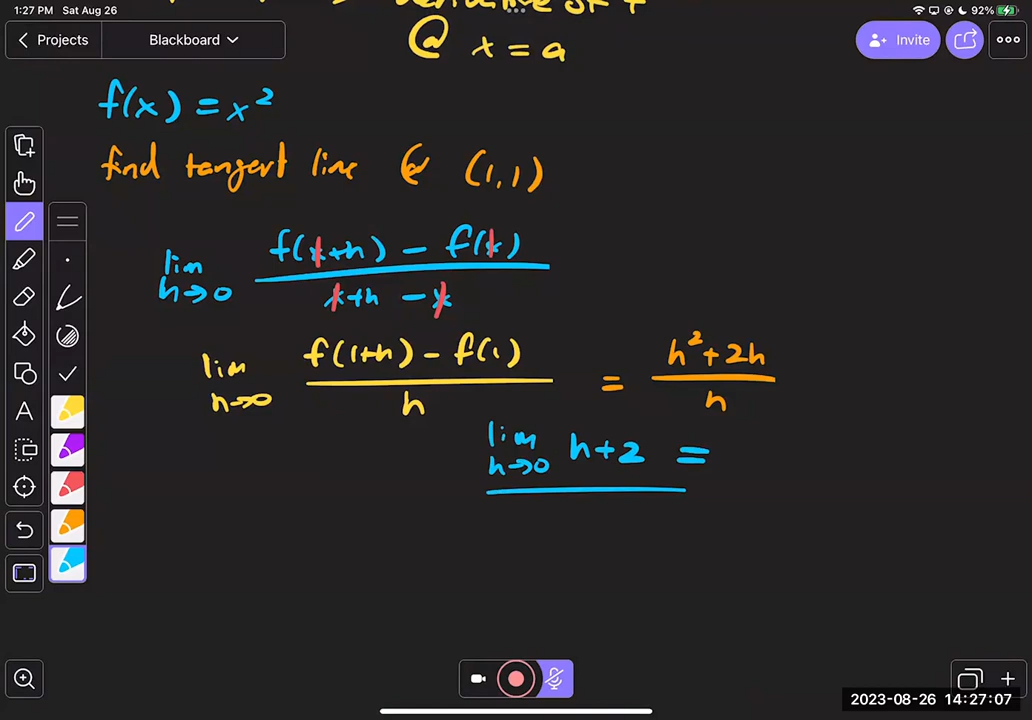 1:27 PM Sat Aug 26
92%
Projects
Blackboard
Invite
@ x = a
f(x) = x²
find tangent line @ (1,1)
lim h→0 f(x+h) − f(x) / x+h − x
lim h→0 f(1+h) − f(1) / h = h²+2h / h
lim h→0 h+2 =
A
2023-08-26 14:27:07